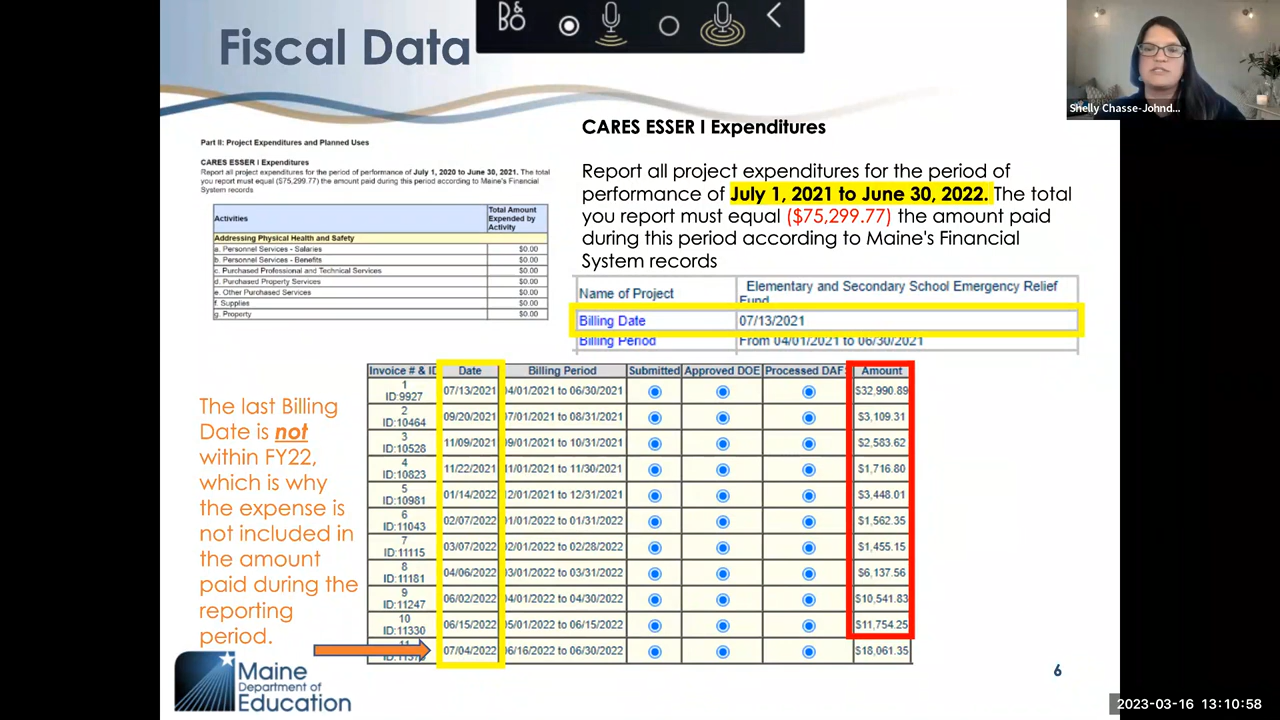 Fiscal Data
B&O
Shelly Chasse-Johnd...
Part II: Project Expenditures and Planned Uses
CARES ESSER I Expenditures
Report all project expenditures for the period of performance of July 1, 2020 to June 30, 2021. The total
you report must equal ($75,299.77) the amount paid during this period according to Maine's Financial
System records
Activities Total Amount
Expended by
Activity
Addressing Physical Health and Safety
a. Personnel Services - Salaries $0.00
b. Personnel Services - Benefits $0.00
c. Purchased Professional and Technical Services $0.00
d. Purchased Property Services $0.00
e. Other Purchased Services $0.00
f. Supplies $0.00
g. Property $0.00
CARES ESSER I Expenditures
Report all project expenditures for the period of
performance of July 1, 2021 to June 30, 2022. The total
you report must equal ($75,299.77) the amount paid
during this period according to Maine's Financial
System records
Name of Project Elementary and Secondary School Emergency Relief
Fund
Billing Date 07/13/2021
Billing Period From 04/01/2021 to 06/30/2021
The last Billing
Date is not
within FY22,
which is why
the expense is
not included in
the amount
paid during the
reporting
period.
Invoice # & ID Date Billing Period Submitted Approved DOE Processed DAFS Amount
1
ID:9927 07/13/2021 04/01/2021 to 06/30/2021 $32,990.89
2
ID:10464 09/20/2021 07/01/2021 to 08/31/2021 $3,109.31
3
ID:10528 11/09/2021 09/01/2021 to 10/31/2021 $2,583.62
4
ID:10823 11/22/2021 11/01/2021 to 11/30/2021 $1,716.80
5
ID:10981 01/14/2022 12/01/2021 to 12/31/2021 $3,448.01
6
ID:11043 02/07/2022 01/01/2022 to 01/31/2022 $1,562.35
7
ID:11115 03/07/2022 02/01/2022 to 02/28/2022 $1,455.15
8
ID:11181 04/06/2022 03/01/2022 to 03/31/2022 $6,137.56
9
ID:11247 06/02/2022 04/01/2022 to 04/30/2022 $10,541.83
10
ID:11330 06/15/2022 05/01/2022 to 06/15/2022 $11,754.25
11
07/04/2022 06/16/2022 to 06/30/2022 $18,061.35
Maine
Department of
Education
6
2023-03-16 13:10:58